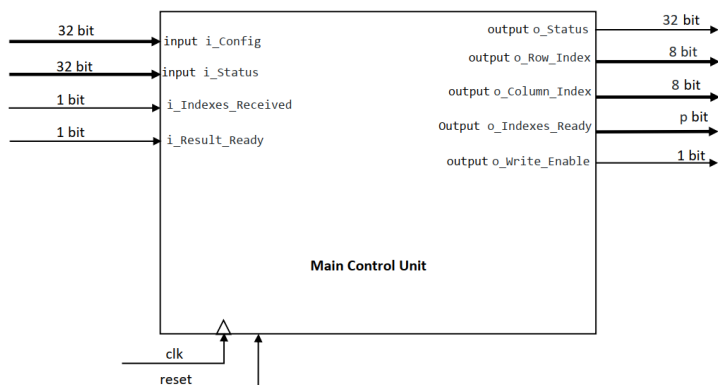 32 bit
input i_Config
32 bit
input i_Status
1 bit
i_Indexes_Received
1 bit
i_Result_Ready
output o_Status
32 bit
output o_Row_Index
8 bit
output o_Column_Index
8 bit
Output o_Indexes_Ready
p bit
output o_Write_Enable
1 bit
Main Control Unit
clk
reset